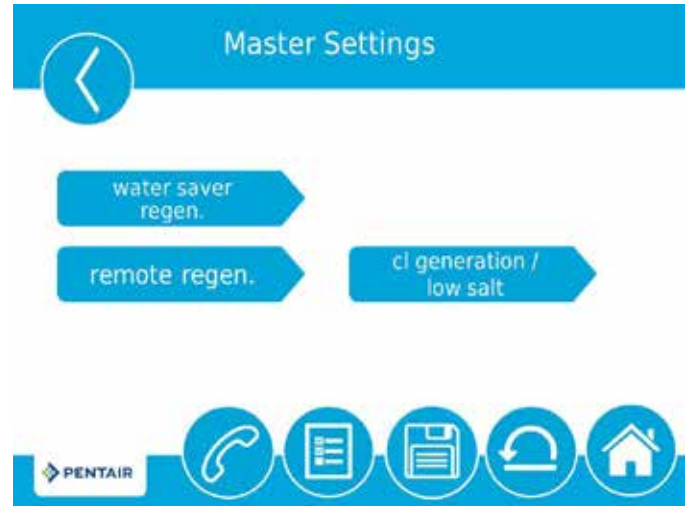 Master Settings
water saver
regen.
remote regen.
cl generation /
low salt
PENTAIR